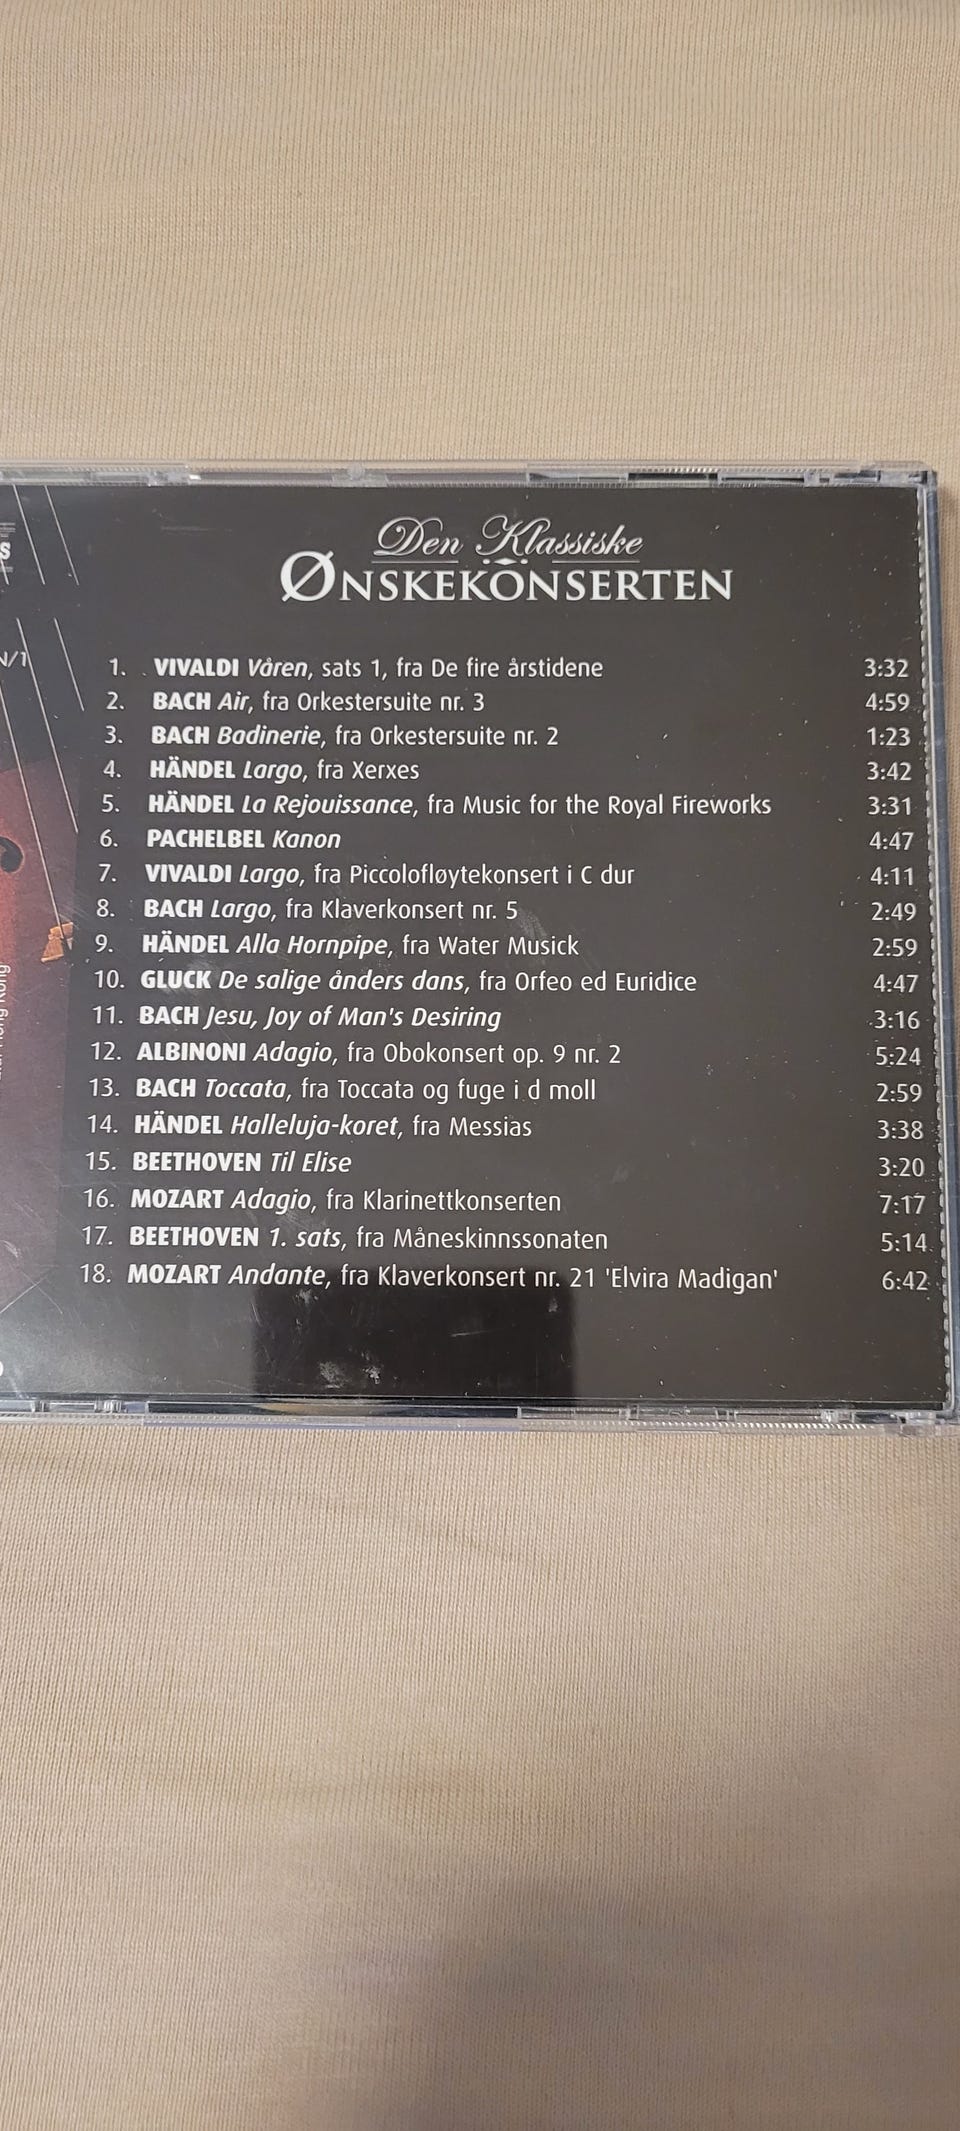 Den Klassiske
ØNSKEKONSERTEN
N/1
1. VIVALDI Våren, sats 1, fra De fire årstidene 3:32
2. BACH Air, fra Orkestersuite nr. 3 4:59
3. BACH Badinerie, fra Orkestersuite nr. 2 1:23
4. HÄNDEL Largo, fra Xerxes 3:42
5. HÄNDEL La Rejouissance, fra Music for the Royal Fireworks 3:31
6. PACHELBEL Kanon 4:47
7. VIVALDI Largo, fra Piccolofløytekonsert i C dur 4:11
8. BACH Largo, fra Klaverkonsert nr. 5 2:49
9. HÄNDEL Alla Hornpipe, fra Water Musick 2:59
10. GLUCK De salige ånders dans, fra Orfeo ed Euridice 4:47
11. BACH Jesu, Joy of Man's Desiring 3:16
12. ALBINONI Adagio, fra Obokonsert op. 9 nr. 2 5:24
13. BACH Toccata, fra Toccata og fuge i d moll 2:59
14. HÄNDEL Halleluja-koret, fra Messias 3:38
15. BEETHOVEN Til Elise 3:20
16. MOZART Adagio, fra Klarinettkonserten 7:17
17. BEETHOVEN 1. sats, fra Måneskinnssonaten 5:14
18. MOZART Andante, fra Klaverkonsert nr. 21 'Elvira Madigan' 6:42
Hong Kong